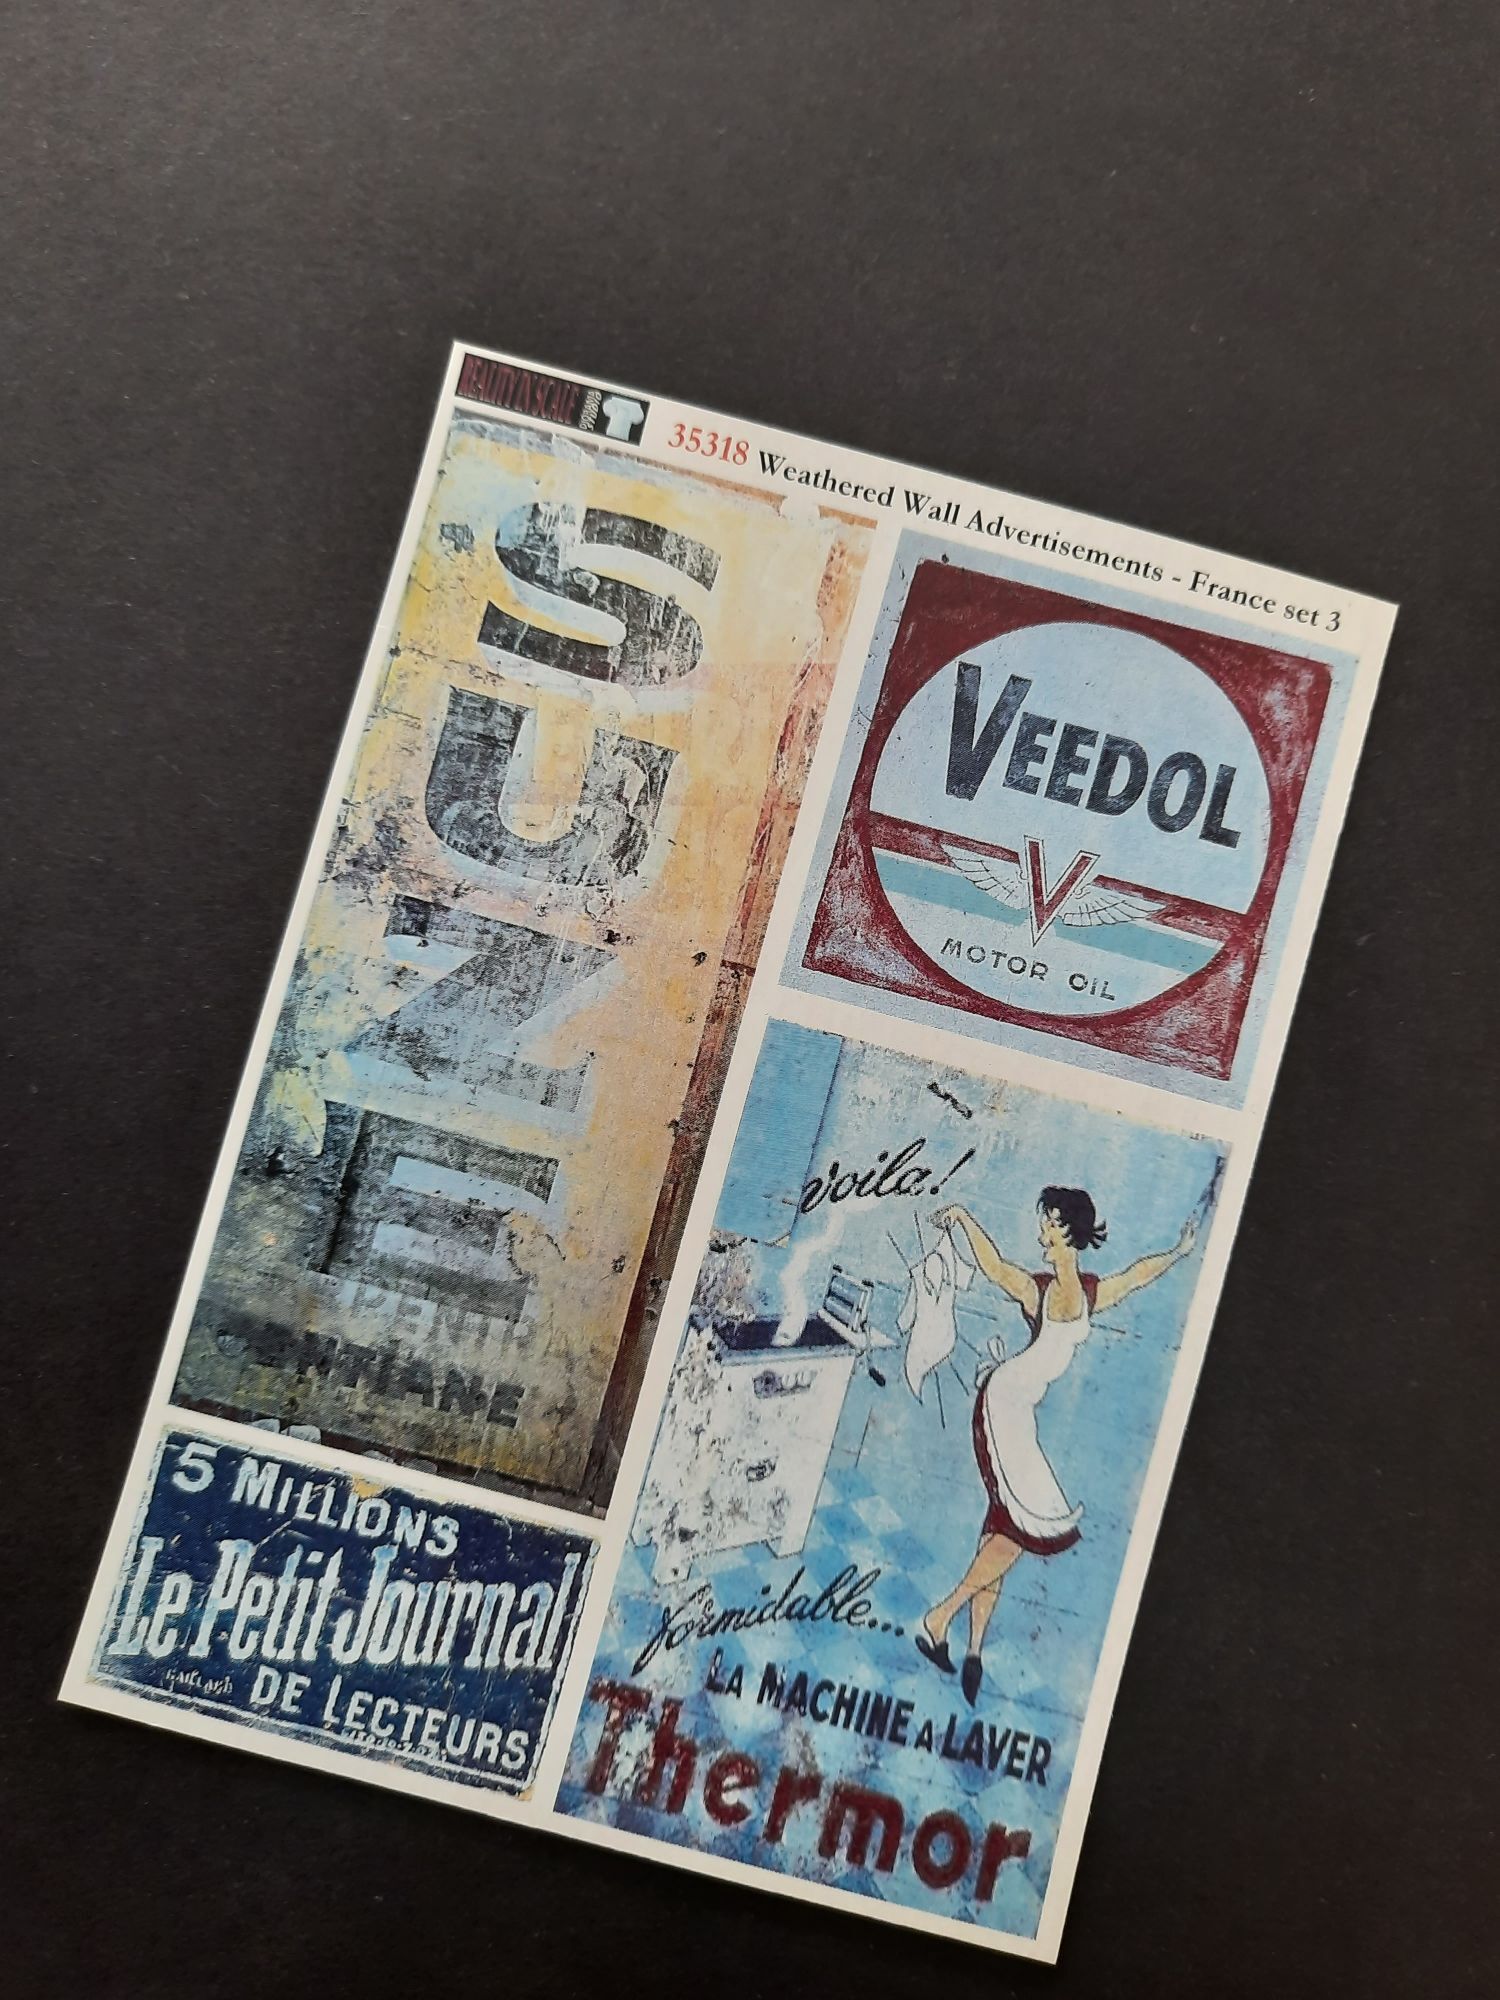 REALITY IN SCALE
35318 Weathered Wall Advertisements - France set 3
SUZE
GENTIANE
VEEDOL
V
MOTOR OIL
voila!
formidable...
LA MACHINE A LAVER
Thermor
5 MILLIONS
Le Petit Journal
DE LECTEURS